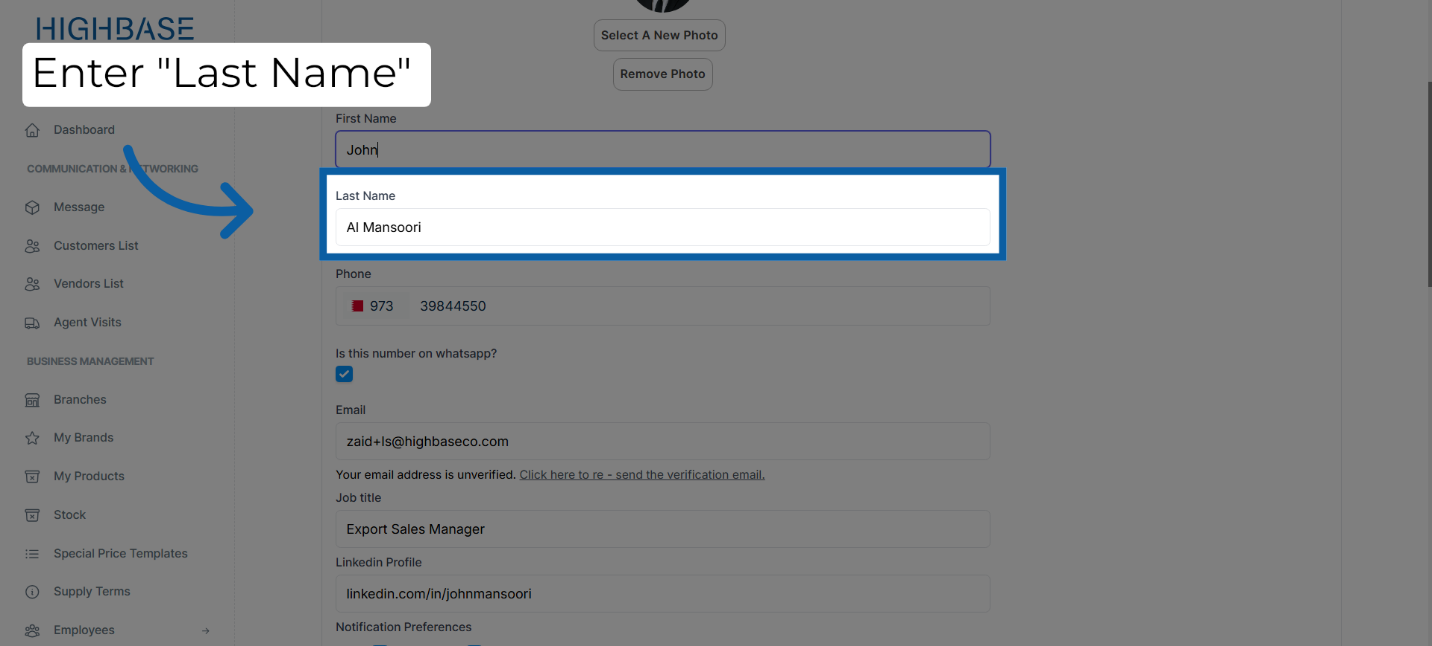 HIGHBASE
Enter "Last Name"
Dashboard
COMMUNICATION & NETWORKING
Message
Customers List
Vendors List
Agent Visits
BUSINESS MANAGEMENT
Branches
My Brands
My Products
Stock
Special Price Templates
Supply Terms
Employees
Select A New Photo
Remove Photo
First Name
John
Last Name
Al Mansoori
Phone
973 39844550
Is this number on whatsapp?
Email
zaid+ls@highbaseco.com
Your email address is unverified. Click here to re - send the verification email.
Job title
Export Sales Manager
Linkedin Profile
linkedin.com/in/johnmansoori
Notification Preferences